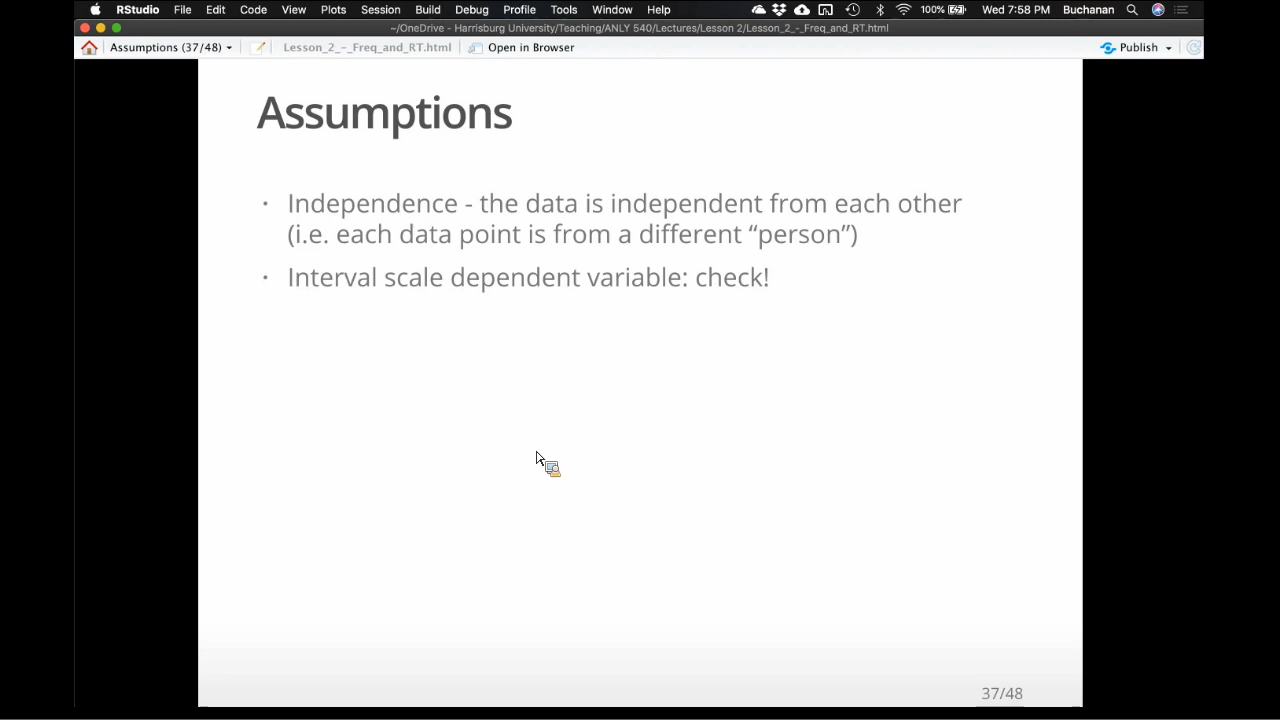 RStudio File Edit Code View Plots Session Build Debug Profile Tools Window Help 100% Wed 7:58 PM Buchanan
~/OneDrive - Harrisburg University/Teaching/ANLY 540/Lectures/Lesson 2/Lesson_2_-_Freq_and_RT.html
Assumptions (37/48) Lesson_2_-_Freq_and_RT.html Open in Browser Publish
Assumptions
· Independence - the data is independent from each other
(i.e. each data point is from a different “person”)
· Interval scale dependent variable: check!
37/48